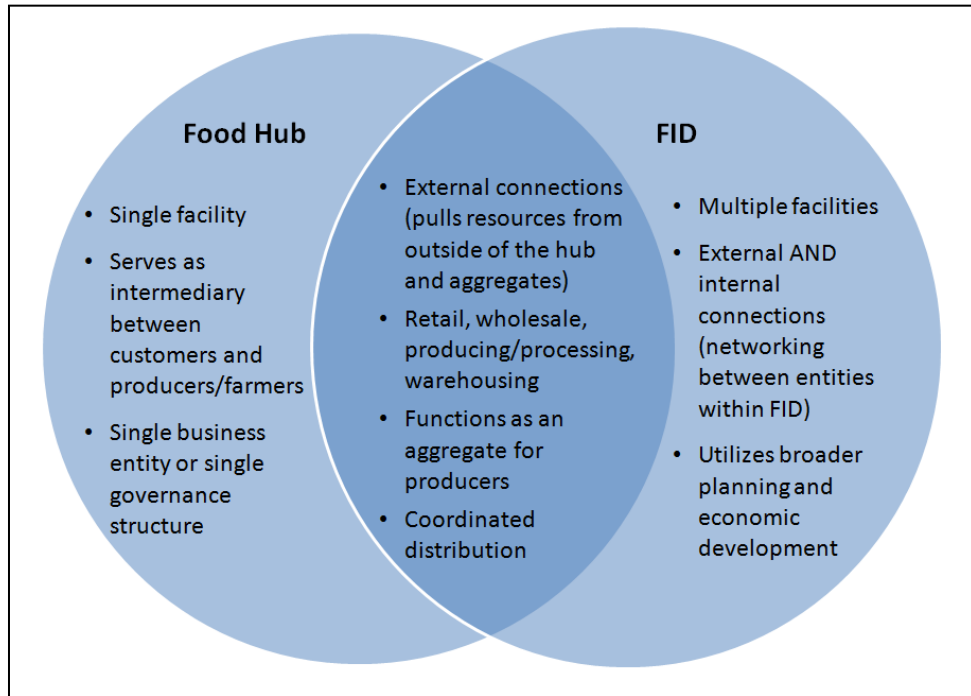 Food Hub
• Single facility
• Serves as
intermediary
between
customers and
producers/farmers
• Single business
entity or single
governance
structure
• External connections
(pulls resources from
outside of the hub
and aggregates)
• Retail, wholesale,
producing/processing,
warehousing
• Functions as an
aggregate for
producers
• Coordinated
distribution
FID
• Multiple facilities
• External AND
internal
connections
(networking
between entities
within FID)
• Utilizes broader
planning and
economic
development